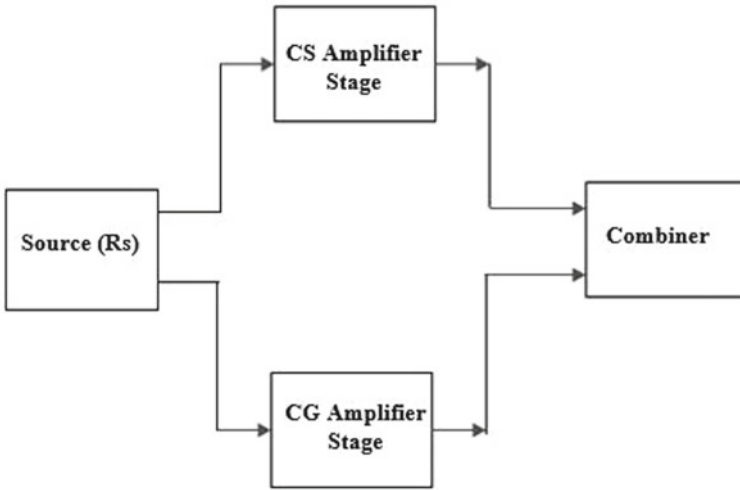 CS Amplifier
Stage
Source (Rs)
Combiner
CG Amplifier
Stage